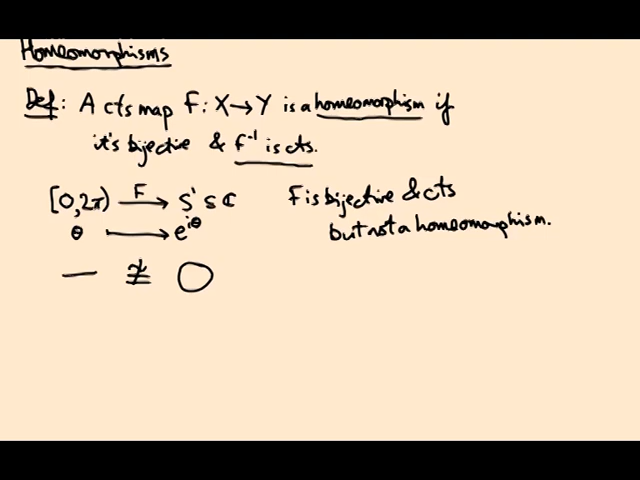 Homeomorphisms
Def: A cts map F: X→Y is a homeomorphism if
it's bijective & F⁻¹ is cts.
[0,2π) —F→ S¹ ⊆ ℂ F is bijective & cts
θ ⟼ e^{iθ} but not a homeomorphism.
— ≇ ○